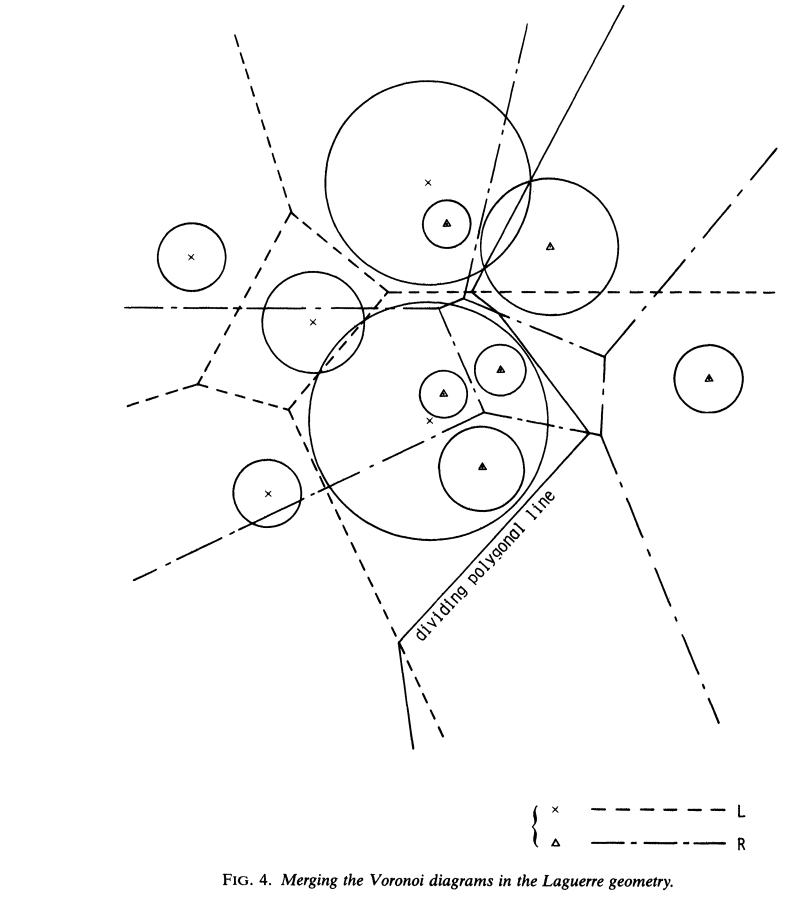 dividing polygonal line
L
R
FIG. 4. Merging the Voronoi diagrams in the Laguerre geometry.